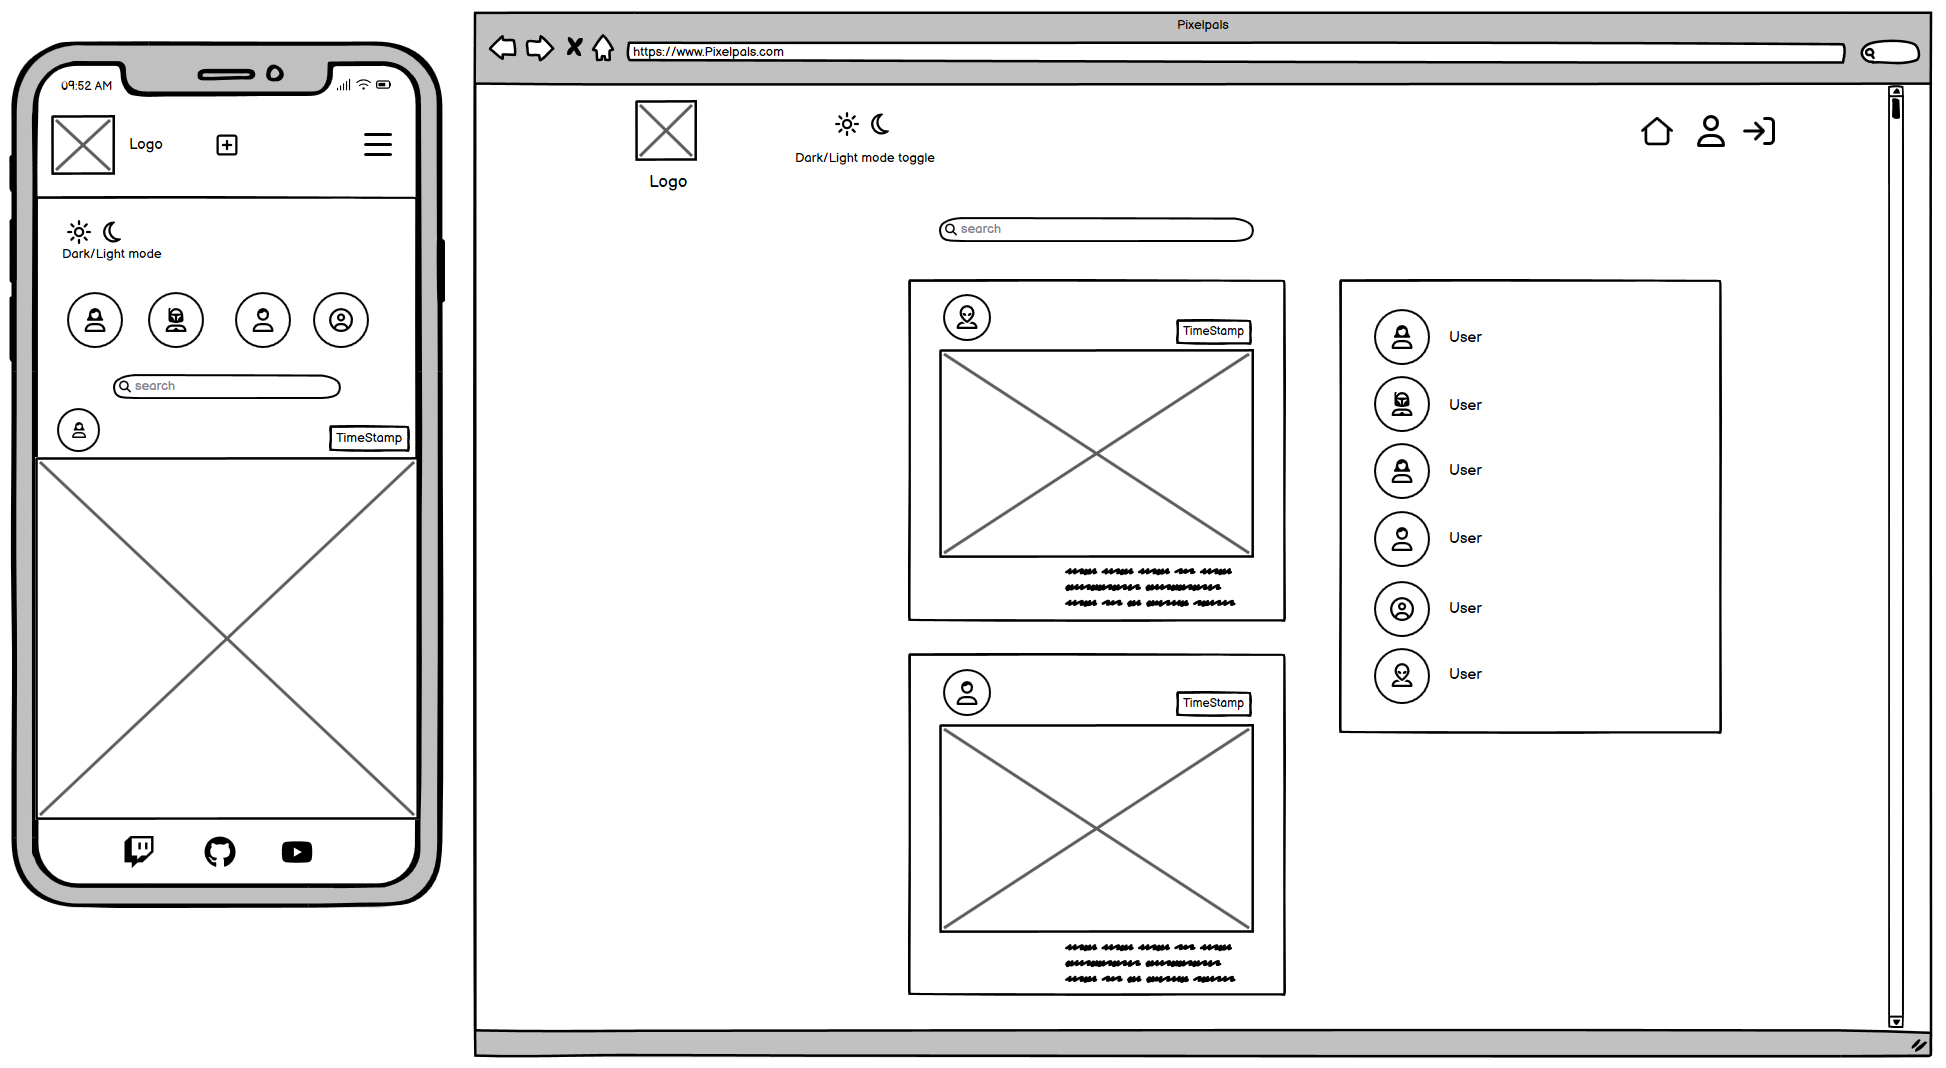 09:52 AM
Logo
Dark/Light mode
search
TimeStamp
Pixelpals
https://www.Pixelpals.com
Logo
Dark/Light mode toggle
search
TimeStamp
TimeStamp
User
User
User
User
User
User